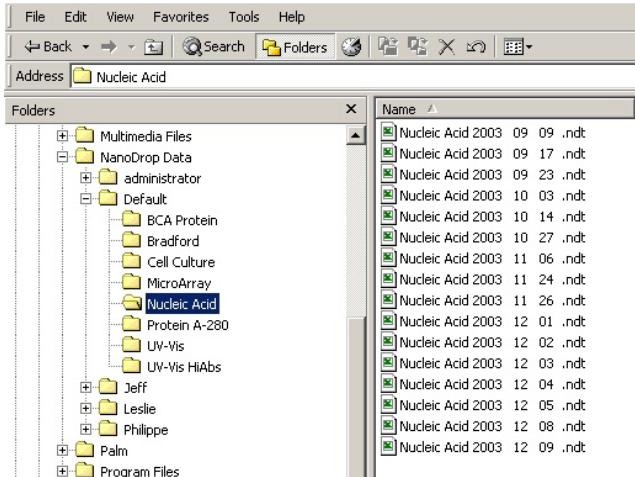 File Edit View Favorites Tools Help
Back Search Folders
Address Nucleic Acid
Folders
Multimedia Files
NanoDrop Data
administrator
Default
BCA Protein
Bradford
Cell Culture
MicroArray
Nucleic Acid
Protein A-280
UV-Vis
UV-Vis HiAbs
Jeff
Leslie
Philippe
Palm
Program Files
Name
Nucleic Acid 2003 09 09 .ndt
Nucleic Acid 2003 09 17 .ndt
Nucleic Acid 2003 09 23 .ndt
Nucleic Acid 2003 10 03 .ndt
Nucleic Acid 2003 10 14 .ndt
Nucleic Acid 2003 10 27 .ndt
Nucleic Acid 2003 11 06 .ndt
Nucleic Acid 2003 11 24 .ndt
Nucleic Acid 2003 11 26 .ndt
Nucleic Acid 2003 12 01 .ndt
Nucleic Acid 2003 12 02 .ndt
Nucleic Acid 2003 12 03 .ndt
Nucleic Acid 2003 12 04 .ndt
Nucleic Acid 2003 12 05 .ndt
Nucleic Acid 2003 12 08 .ndt
Nucleic Acid 2003 12 09 .ndt